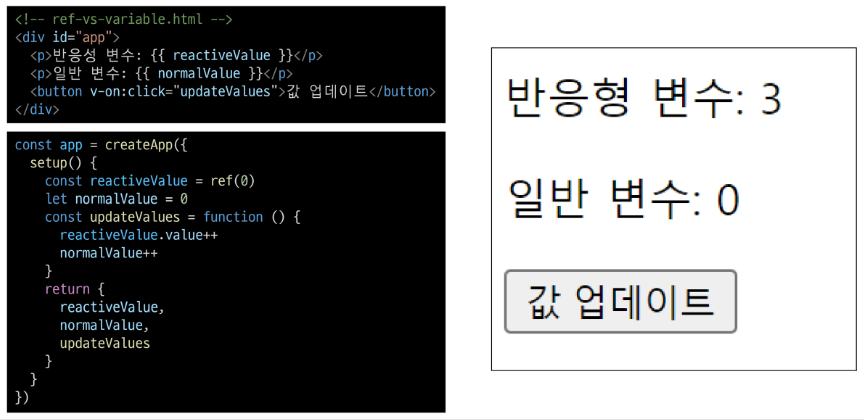 <!-- ref-vs-variable.html -->
<div id="app">
  <p>반응성 변수: {{ reactiveValue }}</p>
  <p>일반 변수: {{ normalValue }}</p>
  <button v-on:click="updateValues">값 업데이트</button>
</div>
const app = createApp({
  setup() {
    const reactiveValue = ref(0)
    let normalValue = 0
    const updateValues = function () {
      reactiveValue.value++
      normalValue++
    }
    return {
      reactiveValue,
      normalValue,
      updateValues
    }
  }
})
반응형 변수: 3
일반 변수: 0
값 업데이트